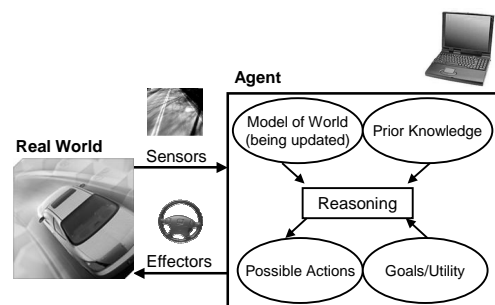 Agent
Model of World
(being updated)
Prior Knowledge
Real World
Sensors
Reasoning
Effectors
Possible Actions
Goals/Utility